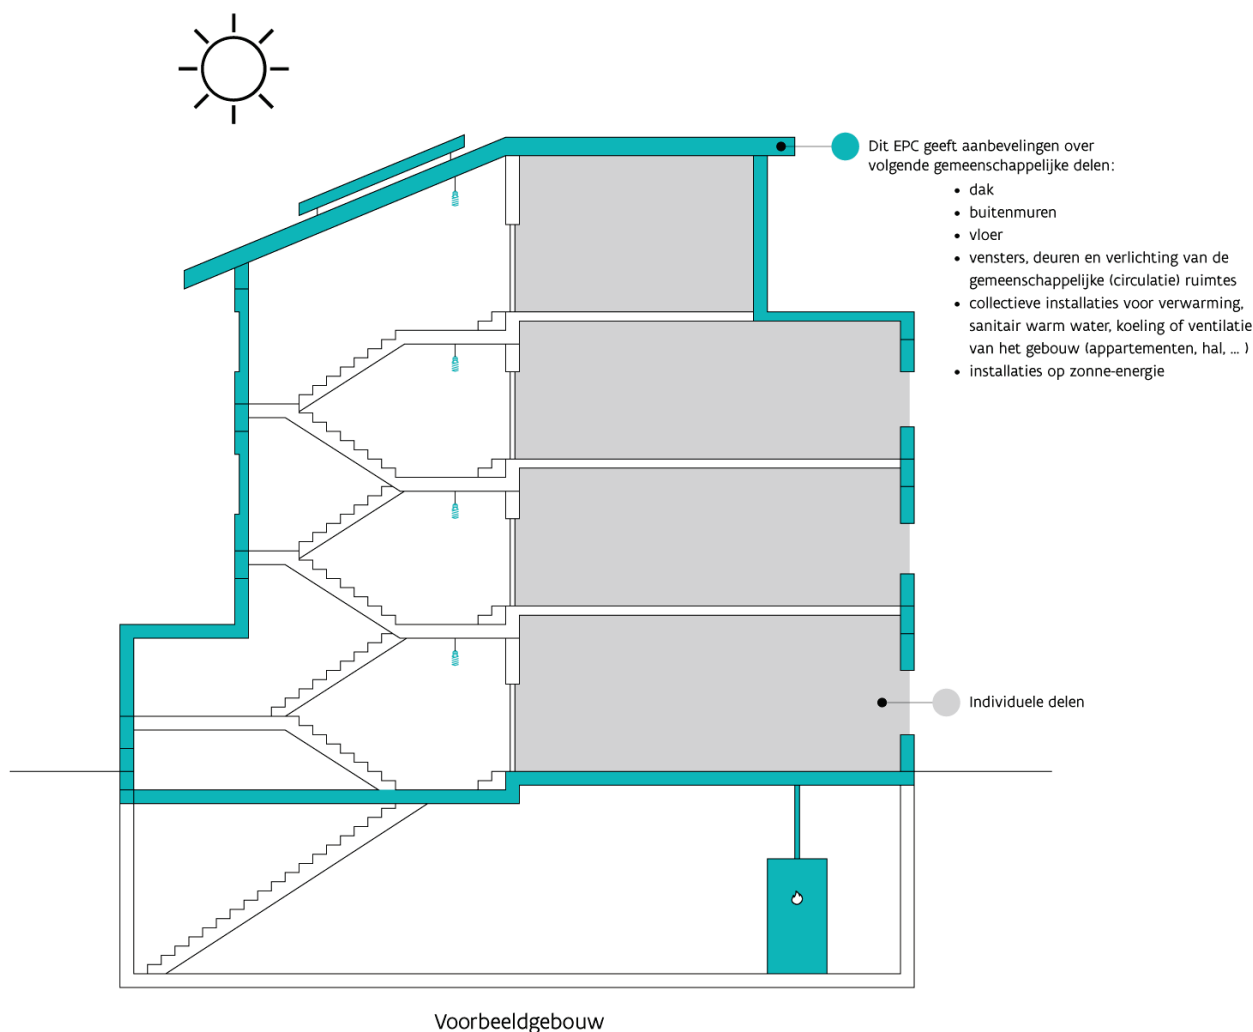 Dit EPC geeft aanbevelingen over
volgende gemeenschappelijke delen:
• dak
• buitenmuren
• vloer
• vensters, deuren en verlichting van de
gemeenschappelijke (circulatie) ruimtes
• collectieve installaties voor verwarming,
sanitair warm water, koeling of ventilatie
van het gebouw (appartementen, hal, ... )
• installaties op zonne-energie
Individuele delen
Voorbeeldgebouw